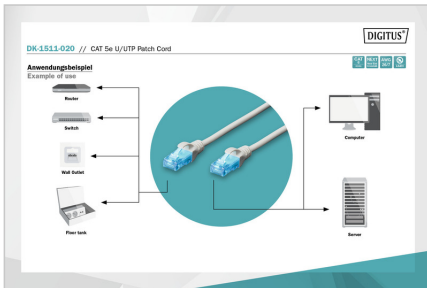 DIGITUS®
DK-1511-020 // CAT 5e U/UTP Patch Cord
Anwendungsbeispiel
Example of use
Router
Switch
Wall Outlet
Floor tank
Computer
Server